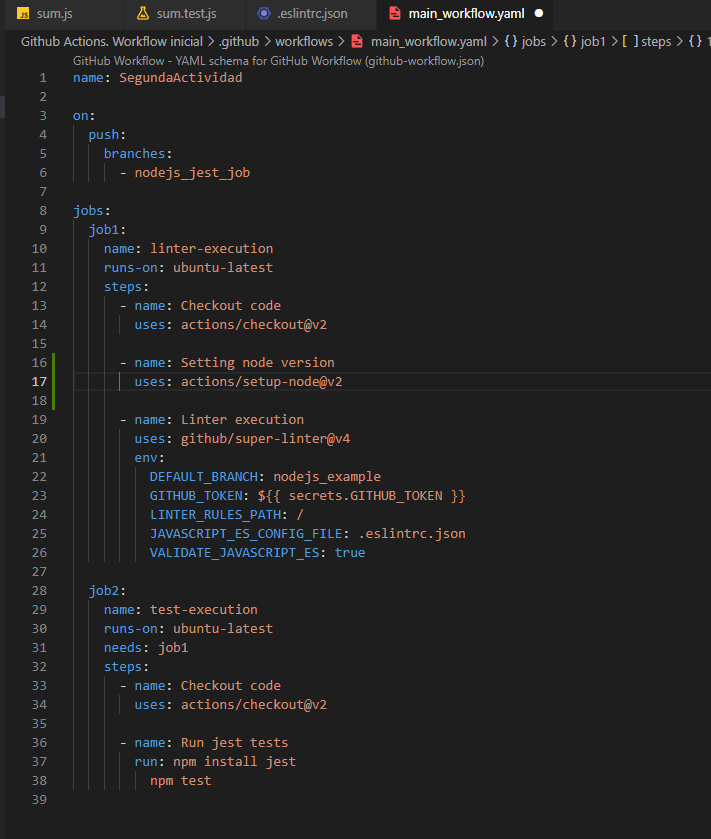 sum.js sum.test.js .eslintrc.json main_workflow.yaml
Github Actions. Workflow inicial > .github > workflows > main_workflow.yaml > {} jobs > {} job1 > [ ] steps > {} 1
GitHub Workflow - YAML schema for GitHub Workflow (github-workflow.json)
1 name: SegundaActividad
2
3 on:
4 push:
5 branches:
6 - nodejs_jest_job
7
8 jobs:
9 job1:
10 name: linter-execution
11 runs-on: ubuntu-latest
12 steps:
13 - name: Checkout code
14 uses: actions/checkout@v2
15
16 - name: Setting node version
17 uses: actions/setup-node@v2
18
19 - name: Linter execution
20 uses: github/super-linter@v4
21 env:
22 DEFAULT_BRANCH: nodejs_example
23 GITHUB_TOKEN: ${{ secrets.GITHUB_TOKEN }}
24 LINTER_RULES_PATH: /
25 JAVASCRIPT_ES_CONFIG_FILE: .eslintrc.json
26 VALIDATE_JAVASCRIPT_ES: true
27
28 job2:
29 name: test-execution
30 runs-on: ubuntu-latest
31 needs: job1
32 steps:
33 - name: Checkout code
34 uses: actions/checkout@v2
35
36 - name: Run jest tests
37 run: npm install jest
38 npm test
39